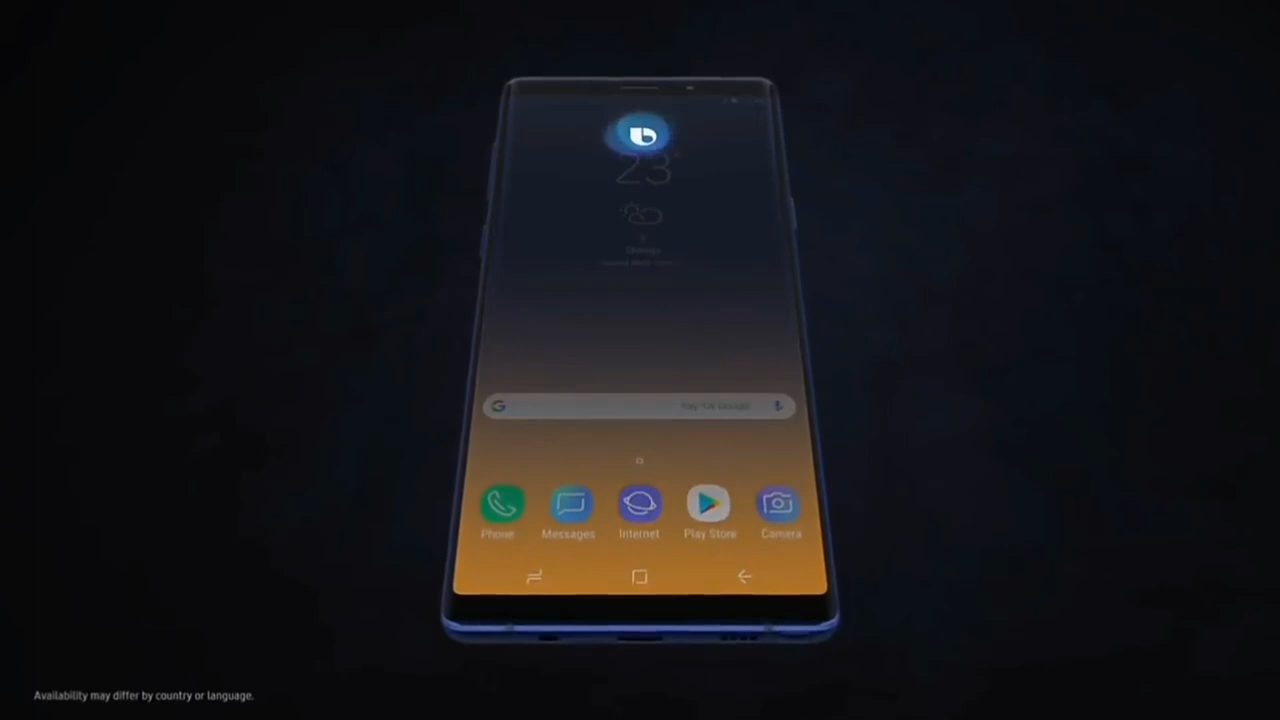 23°
Phone Messages Internet Play Store Camera
Availability may differ by country or language.